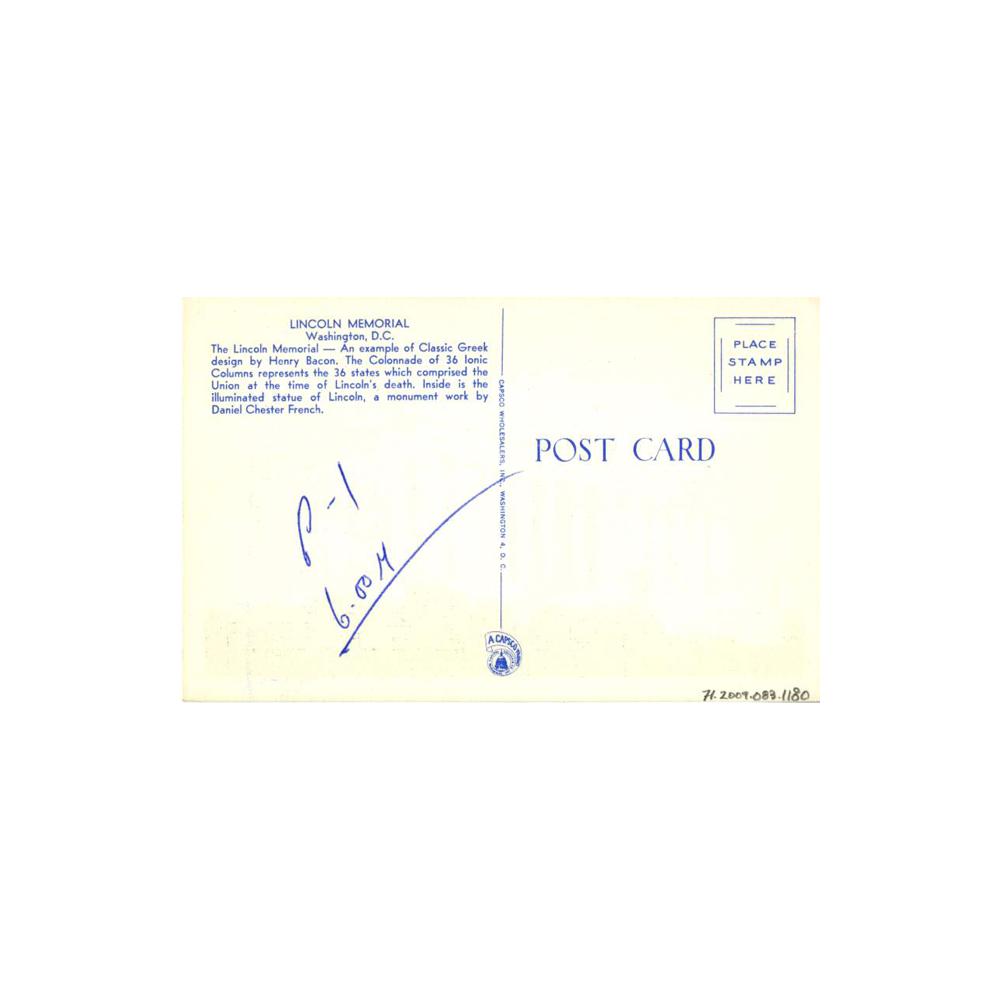 LINCOLN MEMORIAL
Washington, D.C.
The Lincoln Memorial — An example of Classic Greek
design by Henry Bacon. The Colonnade of 36 Ionic
Columns represents the 36 states which comprised the
Union at the time of Lincoln's death. Inside is the
illuminated statue of Lincoln, a monument work by
Daniel Chester French.
P-1
6.00 M
CAPSCO WHOLESALERS, INC., WASHINGTON 4, D. C.
A CAPSCO
PLACE
STAMP
HERE
POST CARD
H.2009.083.1180